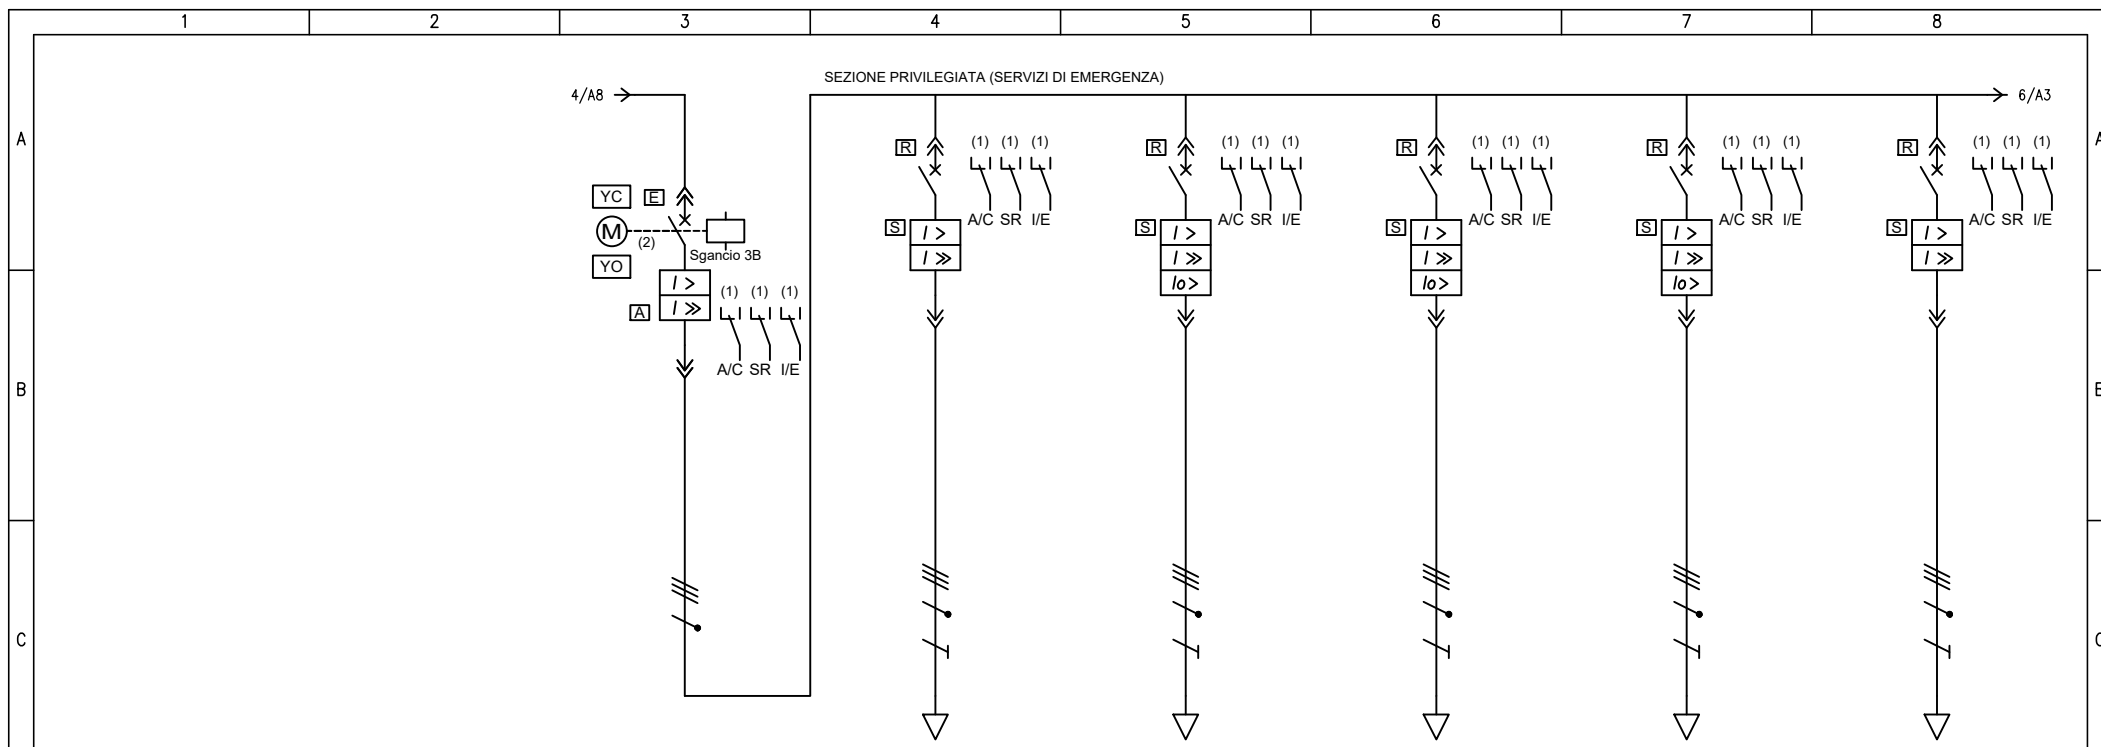 1 2 3 4 5 6 7 8
SEZIONE PRIVILEGIATA (SERVIZI DI EMERGENZA)
4/A8 6/A3
A A
R (1) (1) (1) R (1) (1) (1) R (1) (1) (1) R (1) (1) (1) R (1) (1) (1)
YC E
A/C SR I/E A/C SR I/E A/C SR I/E A/C SR I/E A/C SR I/E
M (2) S I > S I > S I > S I > S I >
Sgancio 3B I >> I >> I >> I >> I >>
YO
I > Io> Io> Io>
(1) (1) (1)
A I >>
A/C SR I/E
B B
C C